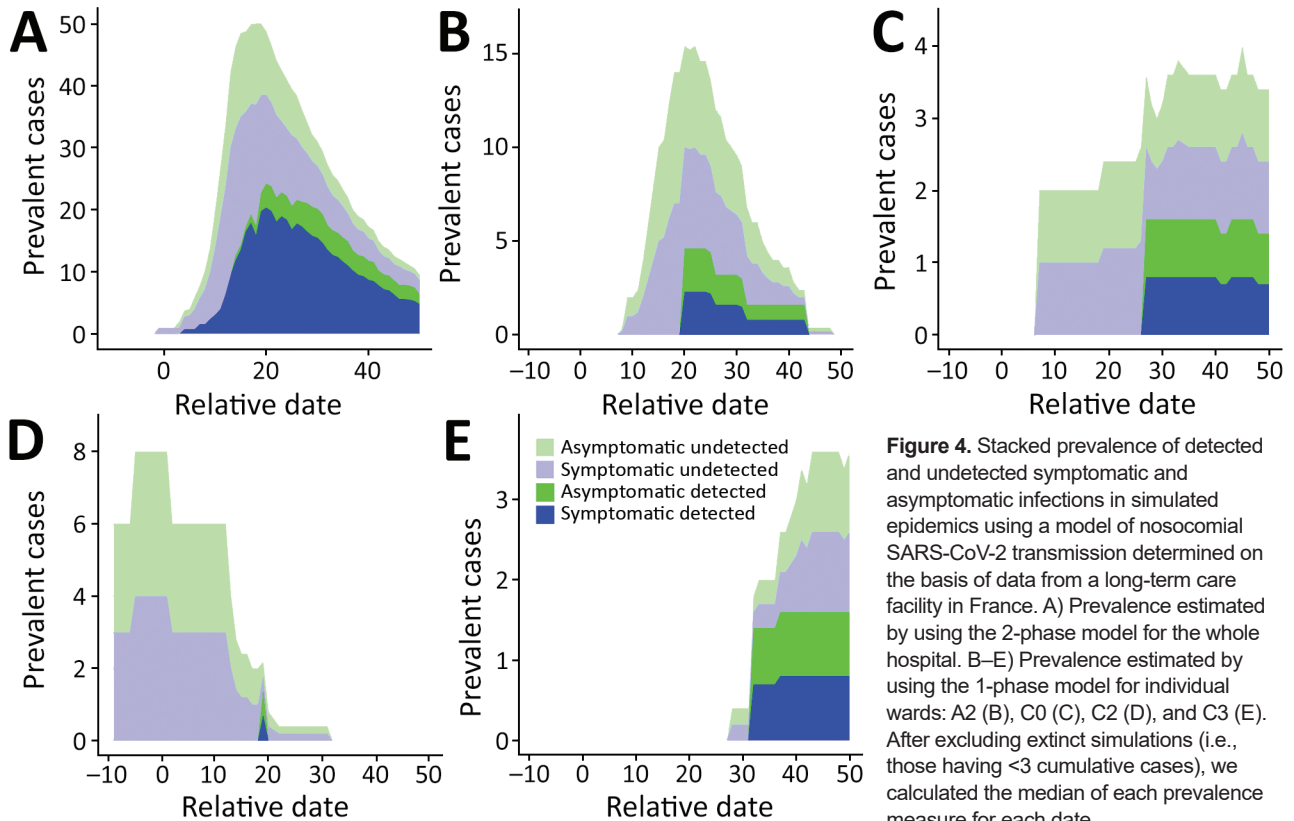 A
Prevalent cases
50
40
30
20
10
0
0 20 40
Relative date
B
Prevalent cases
15
10
5
0
–10 0 10 20 30 40 50
Relative date
C
Prevalent cases
4
3
2
1
0
–10 0 10 20 30 40 50
Relative date
D
Prevalent cases
8
6
4
2
0
–10 0 10 20 30 40 50
Relative date
E
Prevalent cases
3
2
1
0
–10 0 10 20 30 40 50
Relative date
Asymptomatic undetected
Symptomatic undetected
Asymptomatic detected
Symptomatic detected
Figure 4. Stacked prevalence of detected
and undetected symptomatic and
asymptomatic infections in simulated
epidemics using a model of nosocomial
SARS-CoV-2 transmission determined on
the basis of data from a long-term care
facility in France. A) Prevalence estimated
by using the 2-phase model for the whole
hospital. B–E) Prevalence estimated by
using the 1-phase model for individual
wards: A2 (B), C0 (C), C2 (D), and C3 (E).
After excluding extinct simulations (i.e.,
those having <3 cumulative cases), we
calculated the median of each prevalence
measure for each date.